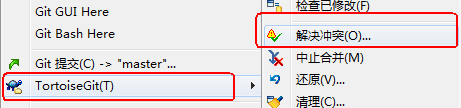 Git GUI Here
Git Bash Here
Git 提交(C) -> "master"...
TortoiseGit(T)
检查已修改(F)
解决冲突(O)...
中止合并(M)
还原(V)...
清理(C)...